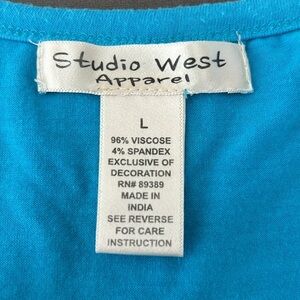 Studio West
Apparel
L
96% VISCOSE
4% SPANDEX
EXCLUSIVE OF
DECORATION
RN# 89389
MADE IN
INDIA
SEE REVERSE
FOR CARE
INSTRUCTION